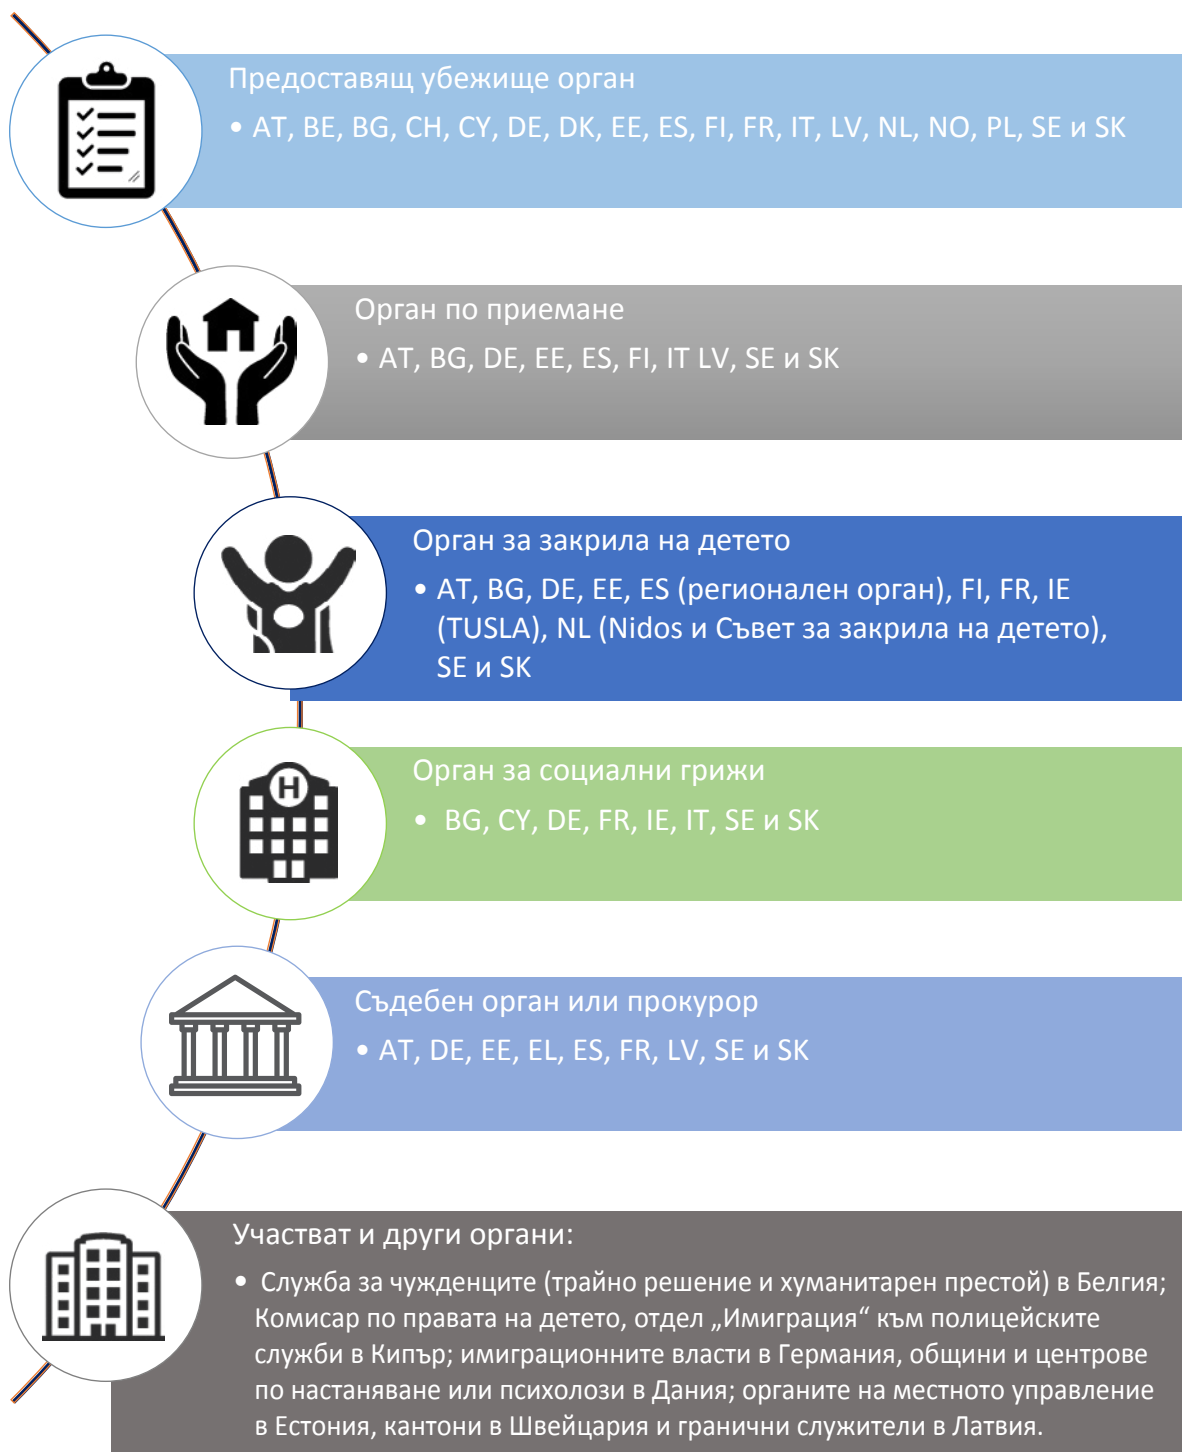 Предоставящ убежище орган
• AT, BE, BG, CH, CY, DE, DK, EE, ES, FI, FR, IT, LV, NL, NO, PL, SE и SK
Орган по приемане
• AT, BG, DE, EE, ES, FI, IT LV, SE и SK
Орган за закрила на детето
• AT, BG, DE, EE, ES (регионален орган), FI, FR, IE
(TUSLA), NL (Nidos и Съвет за закрила на детето),
SE и SK
H
Орган за социални грижи
• BG, CY, DE, FR, IE, IT, SE и SK
Съдебен орган или прокурор
• AT, DE, EE, EL, ES, FR, LV, SE и SK
Участват и други органи:
• Служба за чужденците (трайно решение и хуманитарен престой) в Белгия;
Комисар по правата на детето, отдел „Имиграция“ към полицейските
служби в Кипър; имиграционните власти в Германия, общини и центрове
по настаняване или психолози в Дания; органите на местното управление
в Естония, кантони в Швейцария и гранични служители в Латвия.